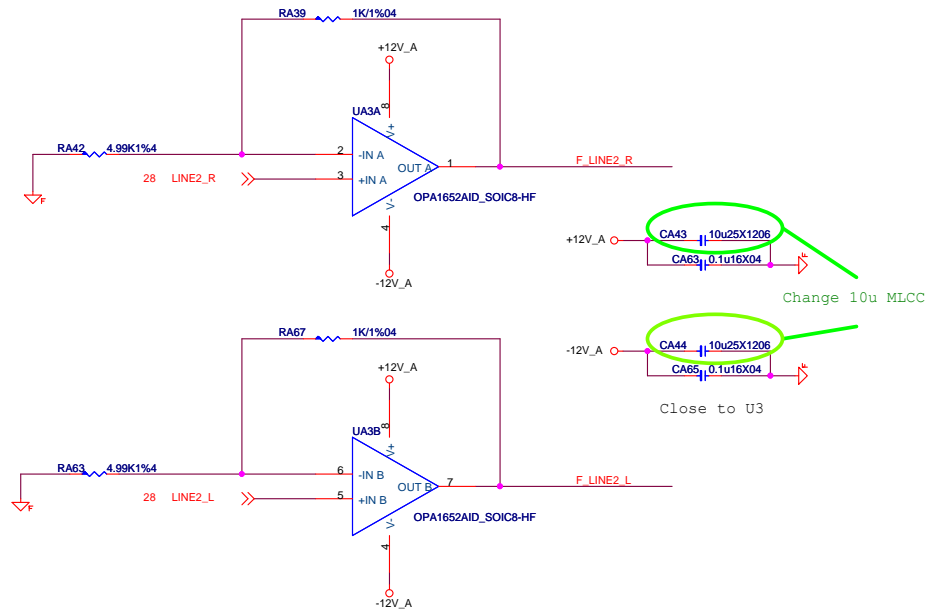 RA39 1K/1%04
+12V_A
8
UA3A
V+
RA42 4.99K1%4
2 -IN A
OUT A 1
F_LINE2_R
28 LINE2_R
3 +IN A
F
OPA1652AID_SOIC8-HF
V-
4
-12V_A
CA43 10u25X1206
+12V_A
F
CA63 0.1u16X04
Change 10u MLCC
RA67 1K/1%04
CA44 10u25X1206
-12V_A
F
CA65 0.1u16X04
+12V_A
Close to U3
8
UA3B
V+
RA63 4.99K1%4
6 -IN B
OUT B 7
F_LINE2_L
28 LINE2_L
5 +IN B
F
OPA1652AID_SOIC8-HF
V-
4
-12V_A